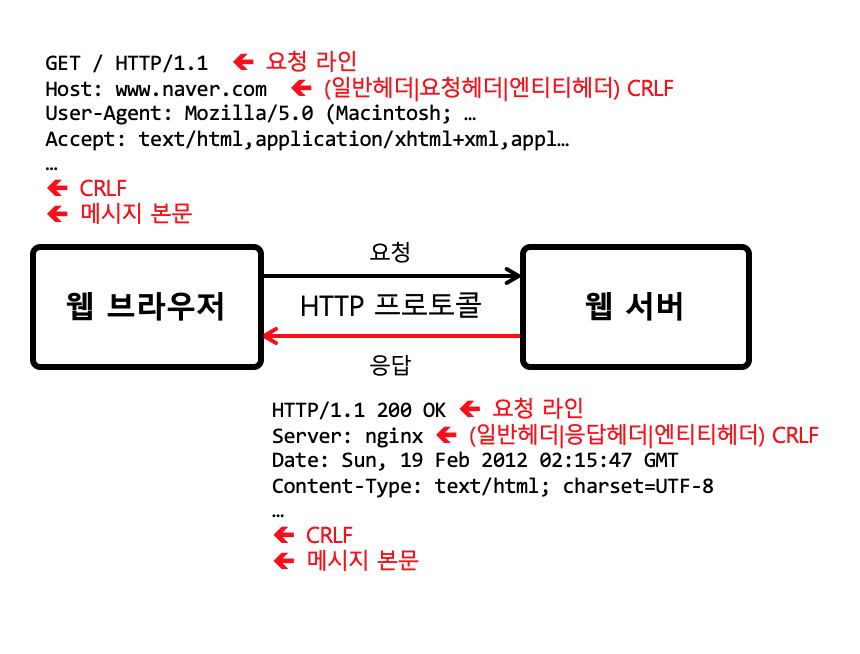 GET / HTTP/1.1 🡸 요청 라인
Host: www.naver.com 🡸 (일반헤더|요청헤더|엔티티헤더) CRLF
User-Agent: Mozilla/5.0 (Macintosh; …
Accept: text/html,application/xhtml+xml,appl…
…
🡸 CRLF
🡸 메시지 본문
요청
웹 브라우저
HTTP 프로토콜
웹 서버
응답
HTTP/1.1 200 OK 🡸 요청 라인
Server: nginx 🡸 (일반헤더|응답헤더|엔티티헤더) CRLF
Date: Sun, 19 Feb 2012 02:15:47 GMT
Content-Type: text/html; charset=UTF-8
…
🡸 CRLF
🡸 메시지 본문